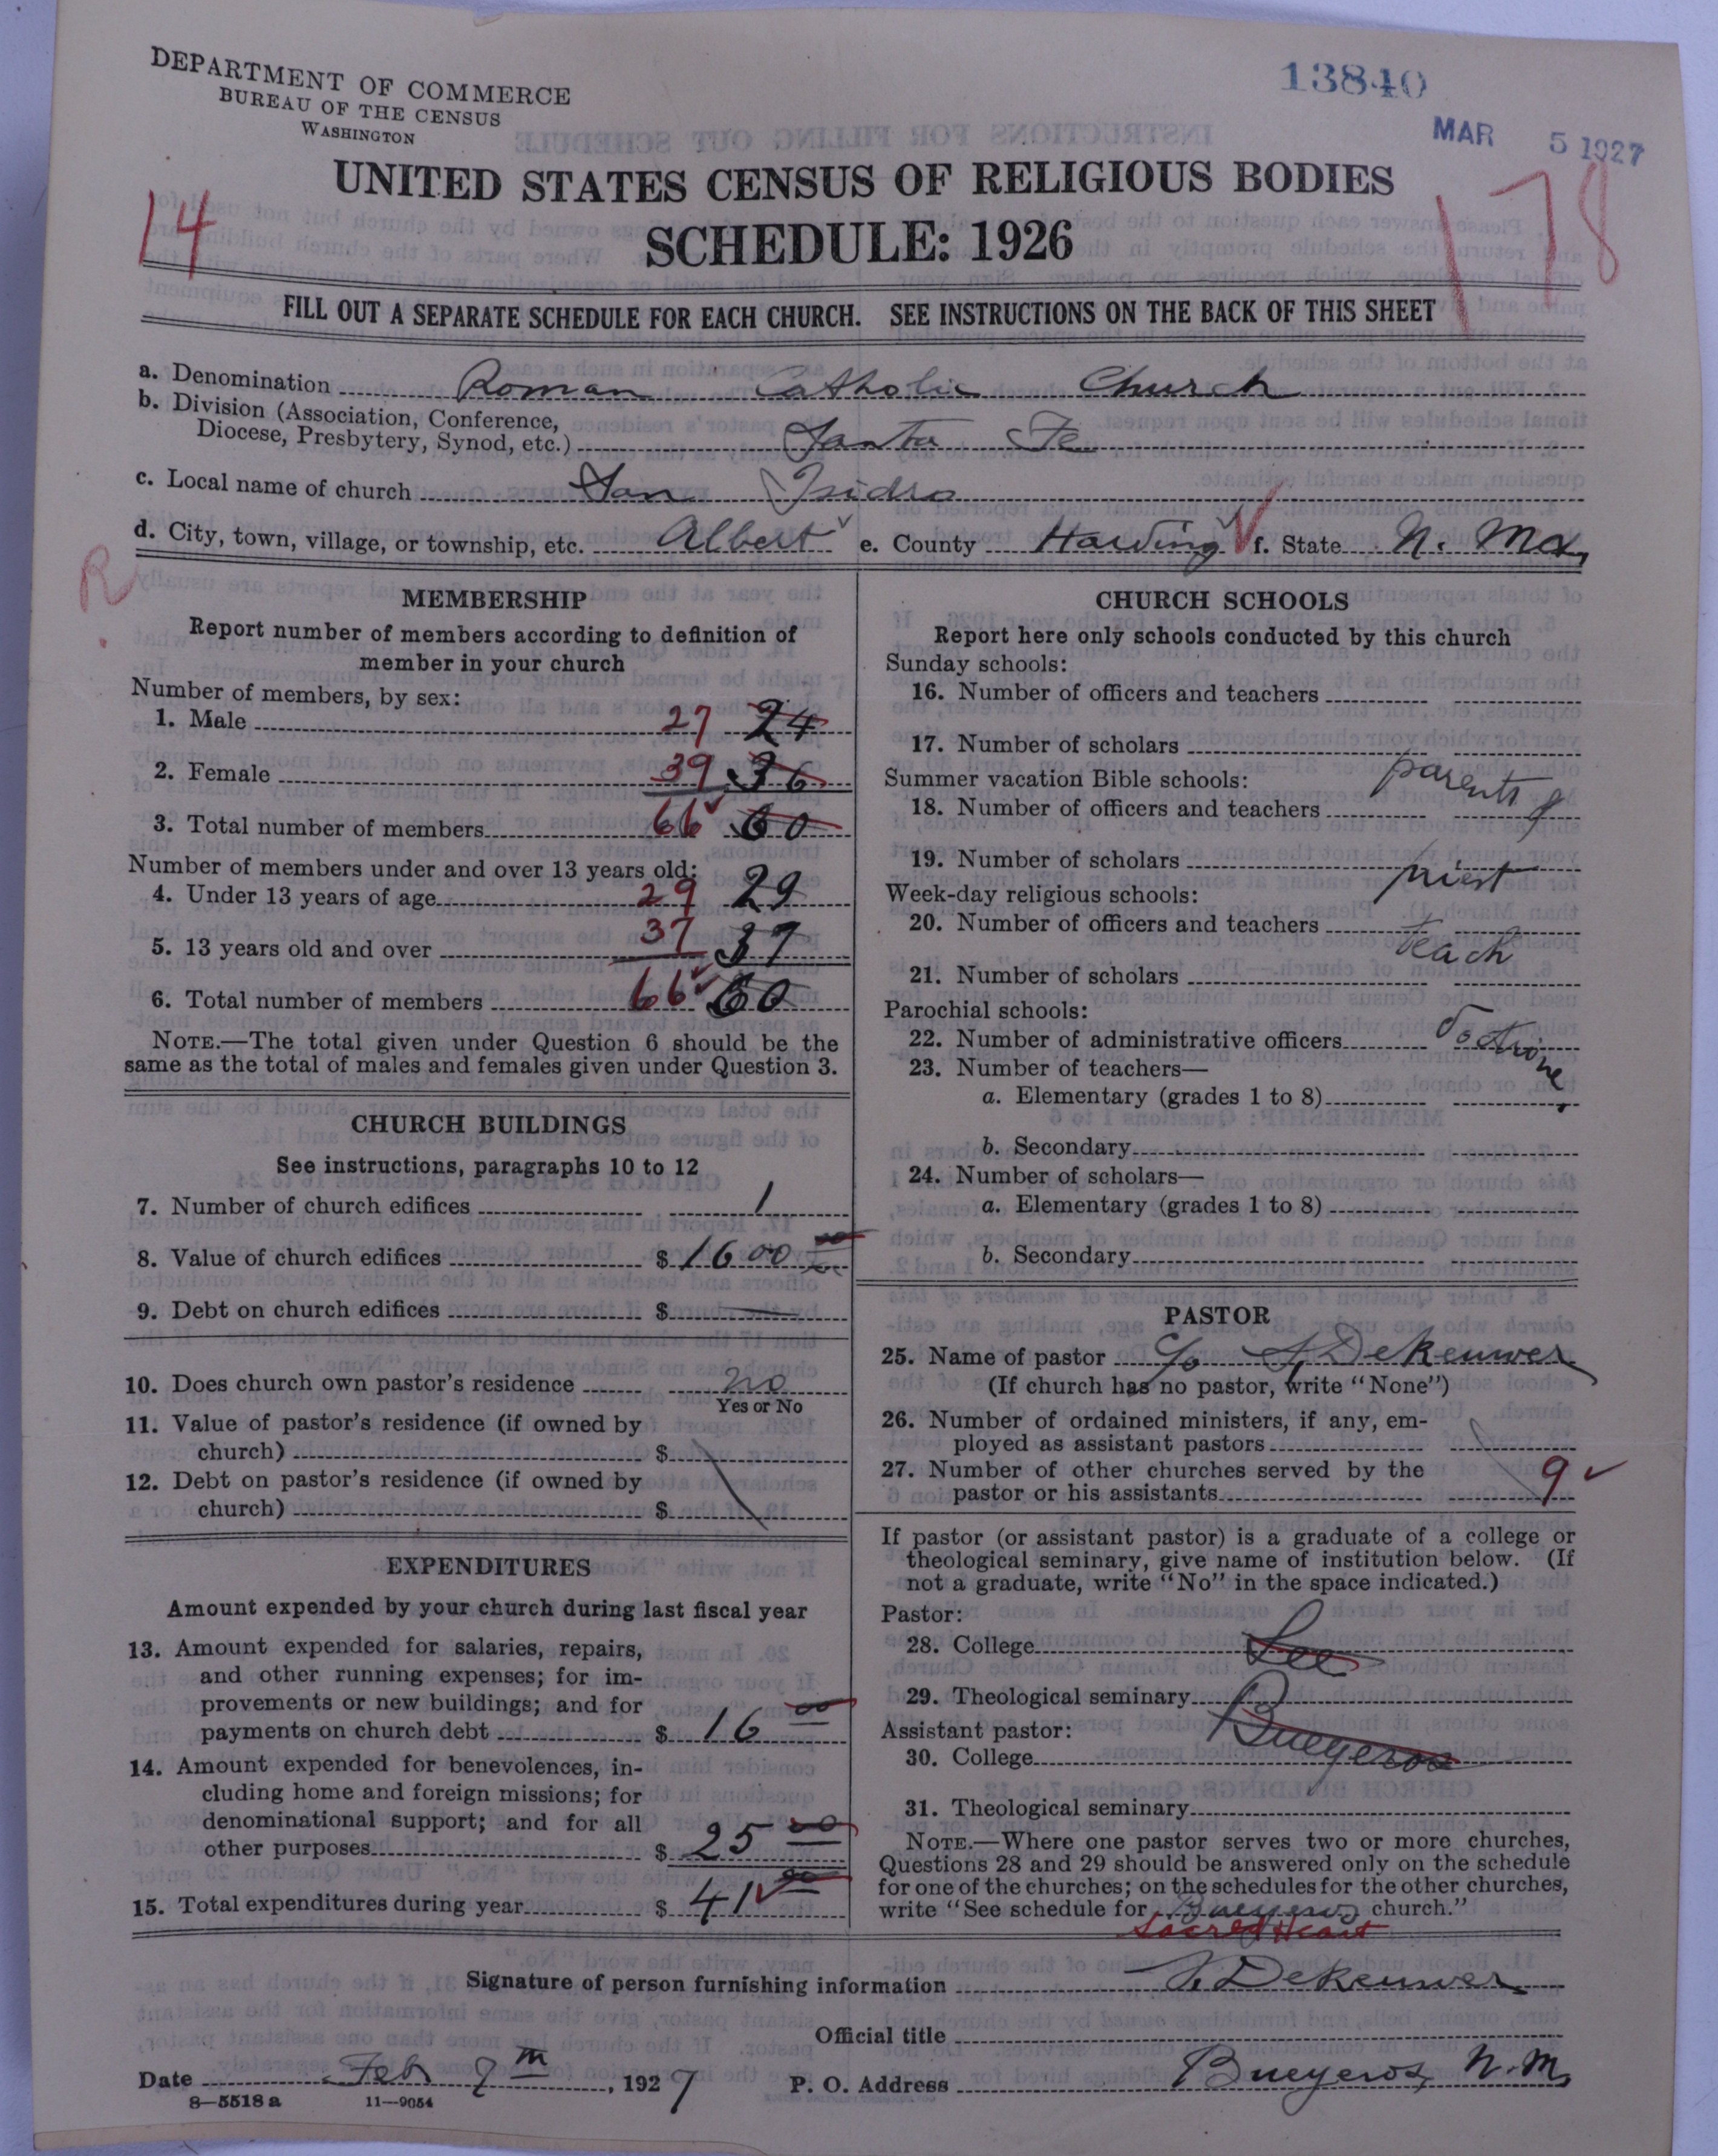 DEPARTMENT OF COMMERCE
BUREAU OF THE CENSUS
WASHINGTON
13840
MAR 5 1927
UNITED STATES CENSUS OF RELIGIOUS BODIES
SCHEDULE: 1926
14
178
FILL OUT A SEPARATE SCHEDULE FOR EACH CHURCH. SEE INSTRUCTIONS ON THE BACK OF THIS SHEET
a. Denomination Roman Catholic Church
b. Division (Association, Conference,
Diocese, Presbytery, Synod, etc.) Santa Fe
c. Local name of church San Isidro
d. City, town, village, or township, etc. Albert e. County Harding f. State N. Mex
R
MEMBERSHIP
Report number of members according to definition of
member in your church
Number of members, by sex:
1. Male 27 24
2. Female 39 36
3. Total number of members 66 60
Number of members under and over 13 years old:
4. Under 13 years of age 29 29
5. 13 years old and over 37 37
6. Total number of members 66 60
NOTE.—The total given under Question 6 should be the
same as the total of males and females given under Question 3.
CHURCH BUILDINGS
See instructions, paragraphs 10 to 12
7. Number of church edifices 1
8. Value of church edifices $ 1600 00
9. Debt on church edifices $ —
10. Does church own pastor's residence no
Yes or No
11. Value of pastor's residence (if owned by
church) $
12. Debt on pastor's residence (if owned by
church) $
EXPENDITURES
Amount expended by your church during last fiscal year
13. Amount expended for salaries, repairs,
and other running expenses; for im-
provements or new buildings; and for
payments on church debt $ 16 00
14. Amount expended for benevolences, in-
cluding home and foreign missions; for
denominational support; and for all
other purposes $ 25 00
15. Total expenditures during year $ 41 00
CHURCH SCHOOLS
Report here only schools conducted by this church
Sunday schools:
16. Number of officers and teachers
17. Number of scholars
Summer vacation Bible schools:
parents &
18. Number of officers and teachers
19. Number of scholars
priest
Week-day religious schools:
20. Number of officers and teachers
teach
21. Number of scholars
Parochial schools:
22. Number of administrative officers
Doctrine
23. Number of teachers—
a. Elementary (grades 1 to 8)
b. Secondary
24. Number of scholars—
a. Elementary (grades 1 to 8)
b. Secondary
PASTOR
25. Name of pastor DeKeuwer
(If church has no pastor, write "None")
26. Number of ordained ministers, if any, em-
ployed as assistant pastors
27. Number of other churches served by the
pastor or his assistants 9
If pastor (or assistant pastor) is a graduate of a college or
theological seminary, give name of institution below. (If
not a graduate, write "No" in the space indicated.)
Pastor:
28. College See
29. Theological seminary
Bueyeros
Assistant pastor:
30. College
31. Theological seminary
NOTE.—Where one pastor serves two or more churches,
Questions 28 and 29 should be answered only on the schedule
for one of the churches; on the schedules for the other churches,
write "See schedule for Bueyeros church."
Sacred Heart
Signature of person furnishing information DeKeuwer
Official title
Date Feb 7th, 1927 P. O. Address Bueyeros, N. M.
8—5518 a 11—9054